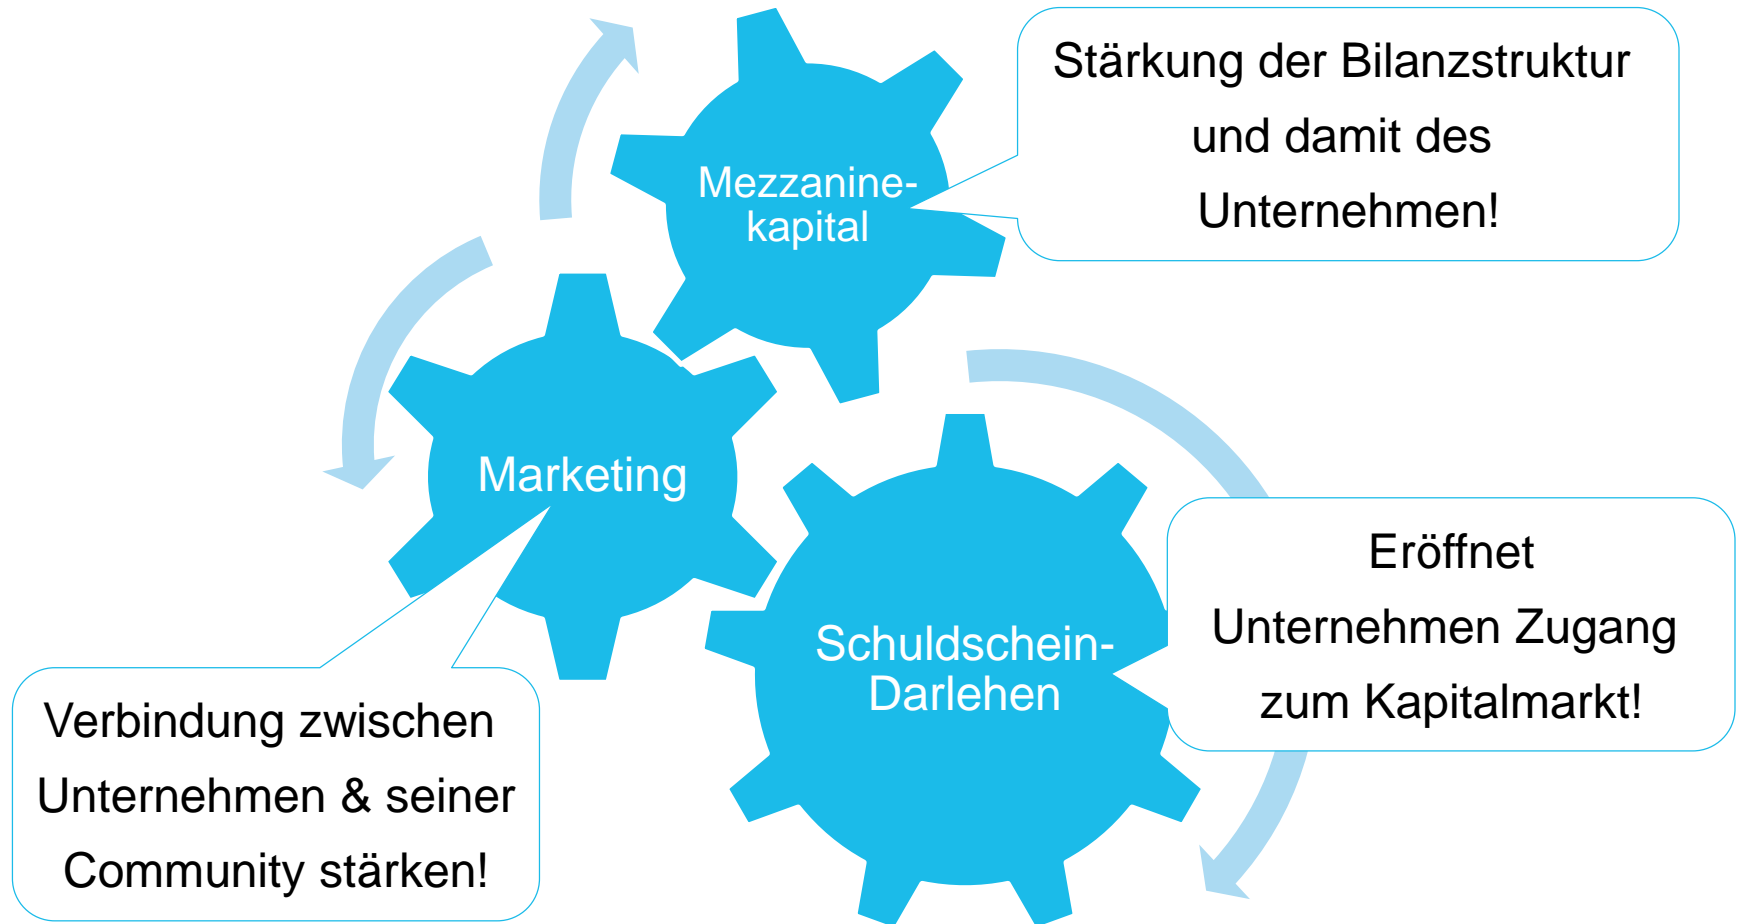 Mezzanine-
kapital
Stärkung der Bilanzstruktur
und damit des
Unternehmen!
Marketing
Verbindung zwischen
Unternehmen & seiner
Community stärken!
Schuldschein-
Darlehen
Eröffnet
Unternehmen Zugang
zum Kapitalmarkt!